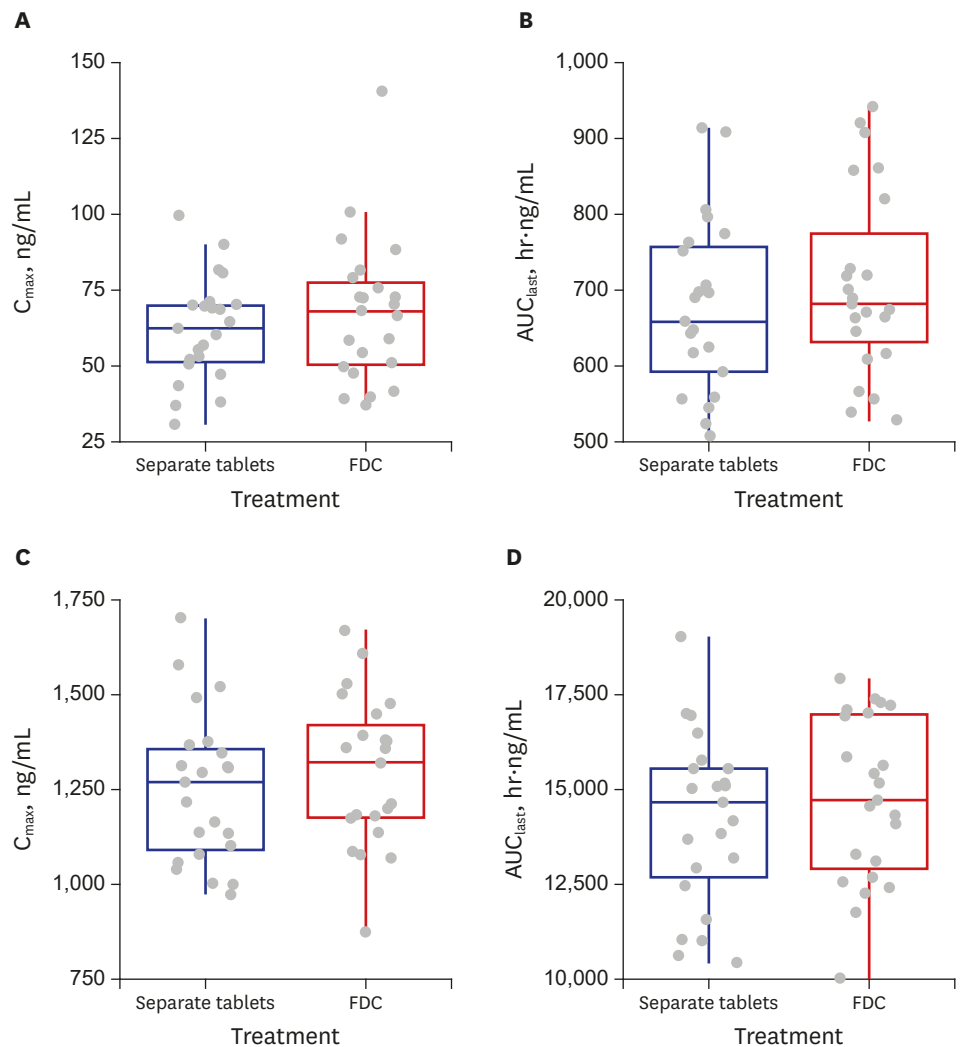 A
150
125
100
75
50
25
Cmax, ng/mL
Separate tablets
FDC
Treatment
B
1,000
900
800
700
600
500
AUClast, hr·ng/mL
Separate tablets
FDC
Treatment
C
1,750
1,500
1,250
1,000
750
Cmax, ng/mL
Separate tablets
FDC
Treatment
D
20,000
17,500
15,000
12,500
10,000
AUClast, hr·ng/mL
Separate tablets
FDC
Treatment